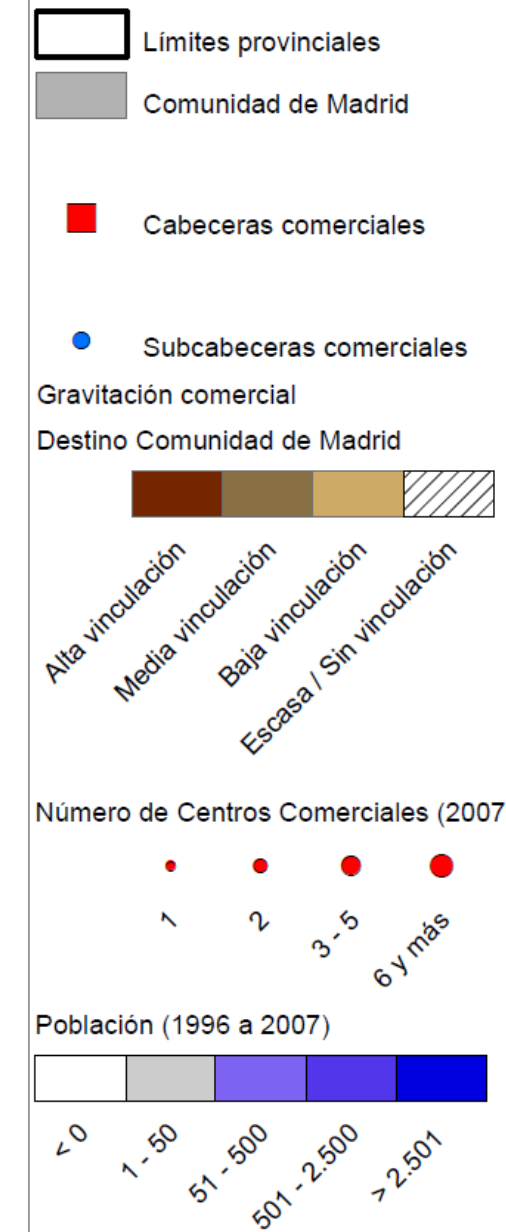 Límites provinciales
Comunidad de Madrid
Cabeceras comerciales
Subcabeceras comerciales
Gravitación comercial
Destino Comunidad de Madrid
Alta vinculación
Media vinculación
Baja vinculación
Escasa / Sin vinculación
Número de Centros Comerciales (2007
1
2
3 - 5
6 y más
Población (1996 a 2007)
< 0
1 - 50
51 - 500
501 - 2.500
> 2.501